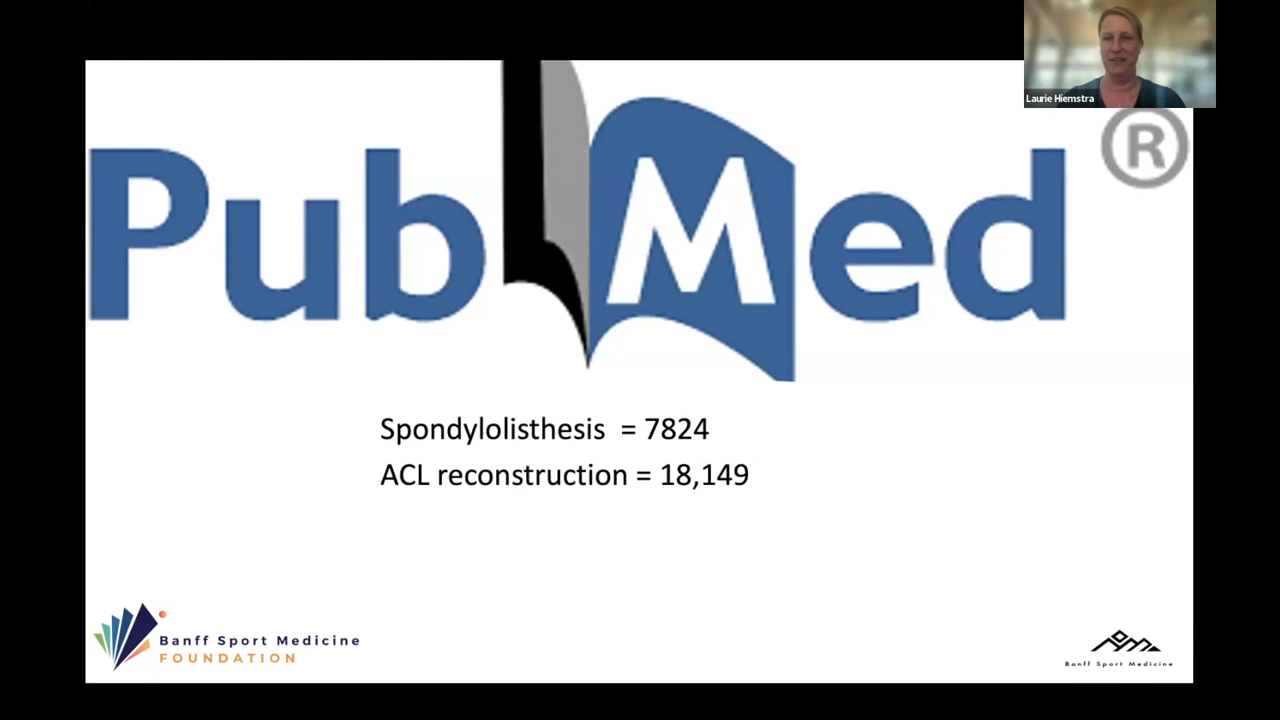 Laurie Hiemstra
PubMed®
Spondylolisthesis = 7824
ACL reconstruction = 18,149
Banff Sport Medicine
FOUNDATION
Banff Sport Medicine